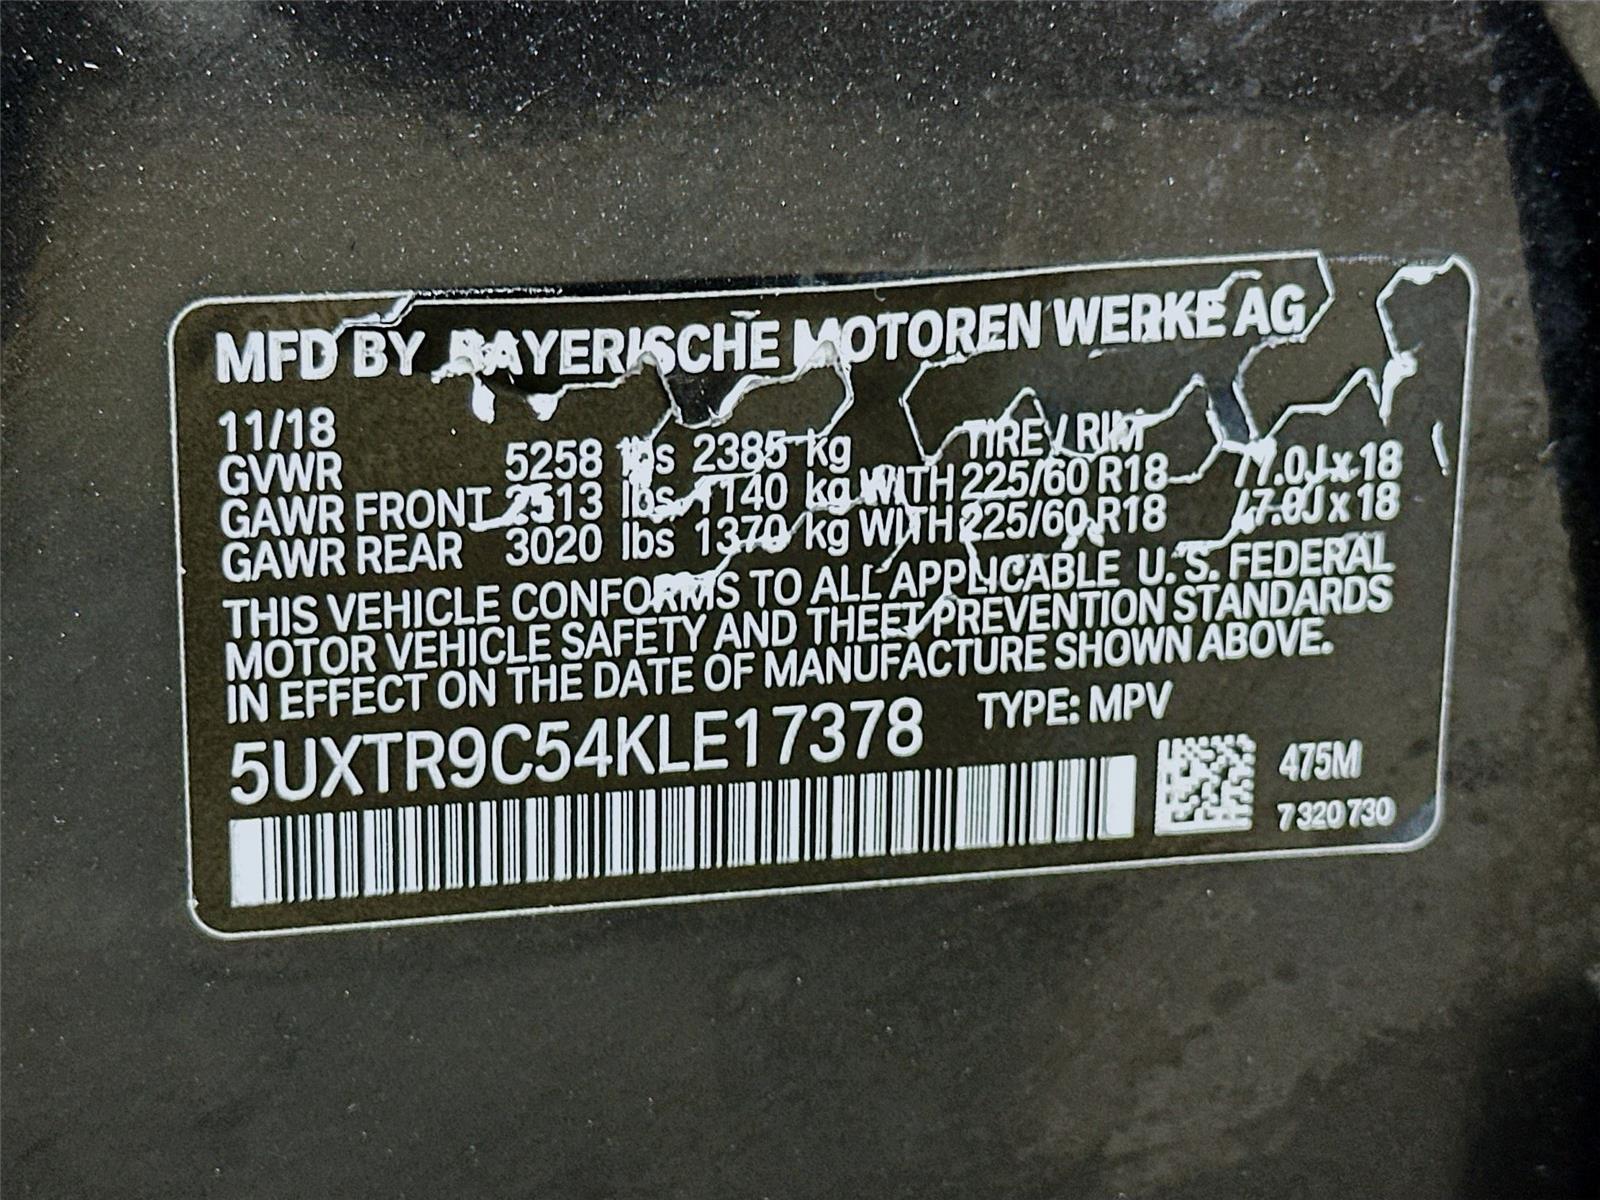 MFD BY BAYERISCHE MOTOREN WERKE AG
11/18 TIRE / RIM
GVWR 5258 lbs 2385 kg
GAWR FRONT 2513 lbs 1140 kg WITH 225/60 R18 / 7.0J x 18
GAWR REAR 3020 lbs 1370 kg WITH 225/60 R18 / 7.0J x 18
THIS VEHICLE CONFORMS TO ALL APPLICABLE U.S. FEDERAL
MOTOR VEHICLE SAFETY AND THEFT PREVENTION STANDARDS
IN EFFECT ON THE DATE OF MANUFACTURE SHOWN ABOVE.
5UXTR9C54KLE17378 TYPE: MPV
475M
7 320 730